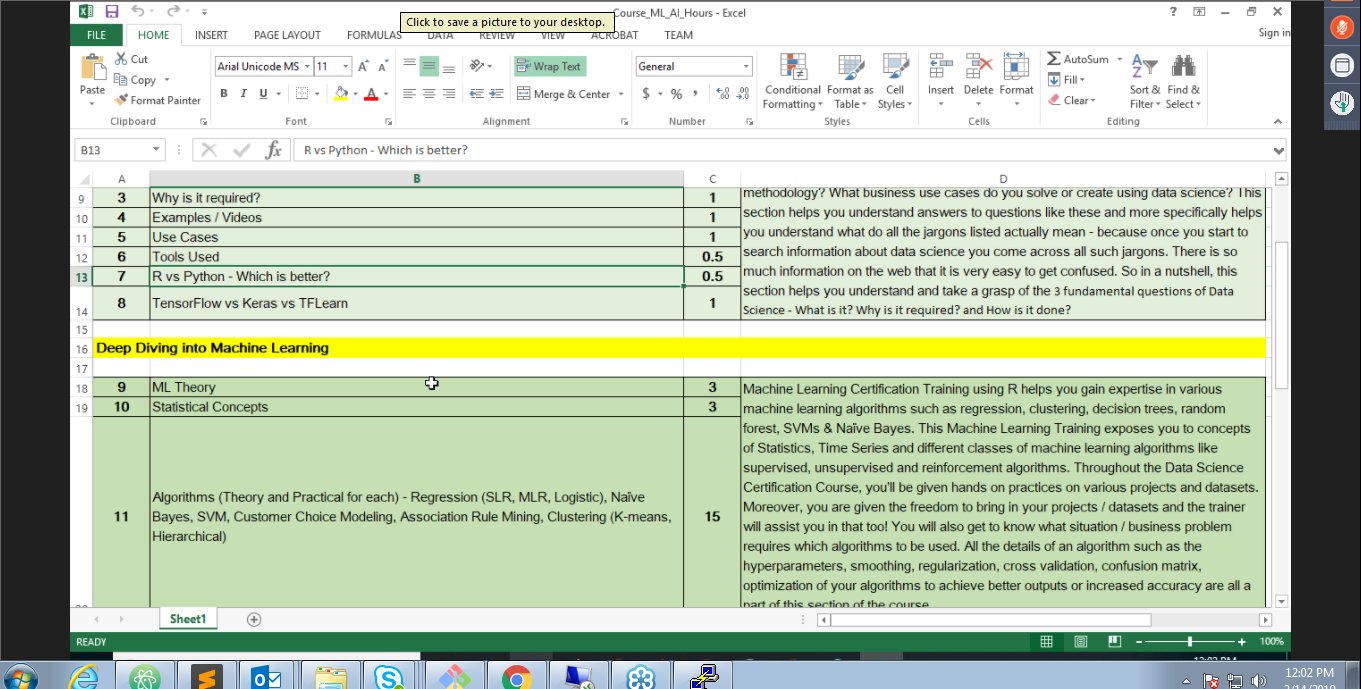 Click to save a picture to your desktop.
Course_ML_AI_Hours - Excel
FILE HOME INSERT PAGE LAYOUT FORMULAS DATA REVIEW VIEW ACROBAT TEAM Sign in
Cut
Copy
Format Painter
Paste
Clipboard
Arial Unicode MS 11
B I U
Font
Wrap Text
Merge & Center
Alignment
General
$ % ,
Number
Conditional Formatting
Format as Table
Cell Styles
Styles
Insert Delete Format
Cells
AutoSum
Fill
Clear
Sort & Filter
Find & Select
Editing
B13 fx R vs Python - Which is better?
A B C D
9 3 Why is it required? 1
10 4 Examples / Videos 1
11 5 Use Cases 1
12 6 Tools Used 0.5
13 7 R vs Python - Which is better? 0.5
14 8 TensorFlow vs Keras vs TFLearn 1
methodology? What business use cases do you solve or create using data science? This
section helps you understand answers to questions like these and more specifically helps
you understand what do all the jargons listed actually mean - because once you start to
search information about data science you come across all such jargons. There is so
much information on the web that it is very easy to get confused. So in a nutshell, this
section helps you understand and take a grasp of the 3 fundamental questions of Data
Science - What is it? Why is it required? and How is it done?
15
16 Deep Diving into Machine Learning
17
18 9 ML Theory 3
19 10 Statistical Concepts 3
11 Algorithms (Theory and Practical for each) - Regression (SLR, MLR, Logistic), Naïve
Bayes, SVM, Customer Choice Modeling, Association Rule Mining, Clustering (K-means,
Hierarchical)
15
Machine Learning Certification Training using R helps you gain expertise in various
machine learning algorithms such as regression, clustering, decision trees, random
forest, SVMs & Naïve Bayes. This Machine Learning Training exposes you to concepts
of Statistics, Time Series and different classes of machine learning algorithms like
supervised, unsupervised and reinforcement algorithms. Throughout the Data Science
Certification Course, you'll be given hands on practices on various projects and datasets.
Moreover, you are given the freedom to bring in your projects / datasets and the trainer
will assist you in that too! You will also get to know what situation / business problem
requires which algorithms to be used. All the details of an algorithm such as the
hyperparameters, smoothing, regularization, cross validation, confusion matrix,
optimization of your algorithms to achieve better outputs or increased accuracy are all a
part of this section of the course.
Sheet1
READY
100%
12:02 PM